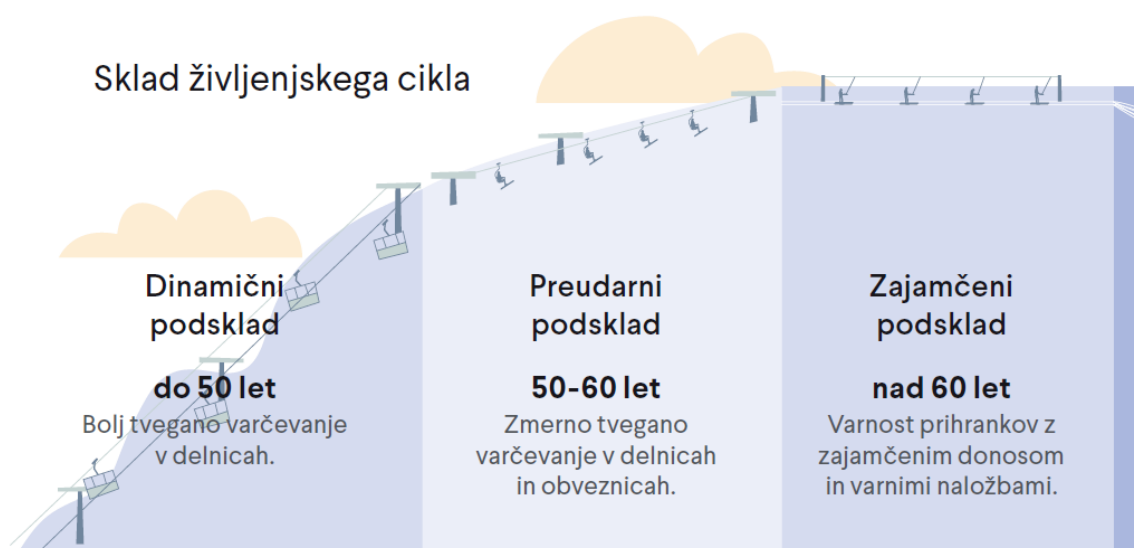 Sklad življenjskega cikla
Dinamični
podsklad
do 50 let
Bolj tvegano varčevanje
v delnicah.
Preudarni
podsklad
50-60 let
Zmerno tvegano
varčevanje v delnicah
in obveznicah.
Zajamčeni
podsklad
nad 60 let
Varnost prihrankov z
zajamčenim donosom
in varnimi naložbami.